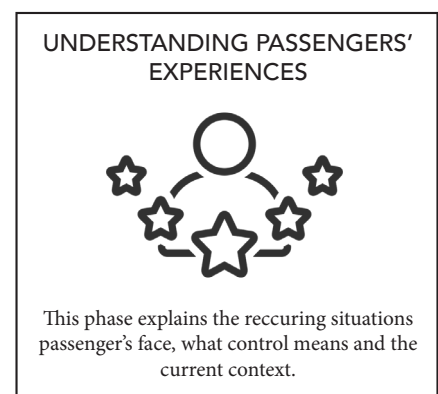 UNDERSTANDING PASSENGERS'
EXPERIENCES
This phase explains the reccuring situations
passenger's face, what control means and the
current context.